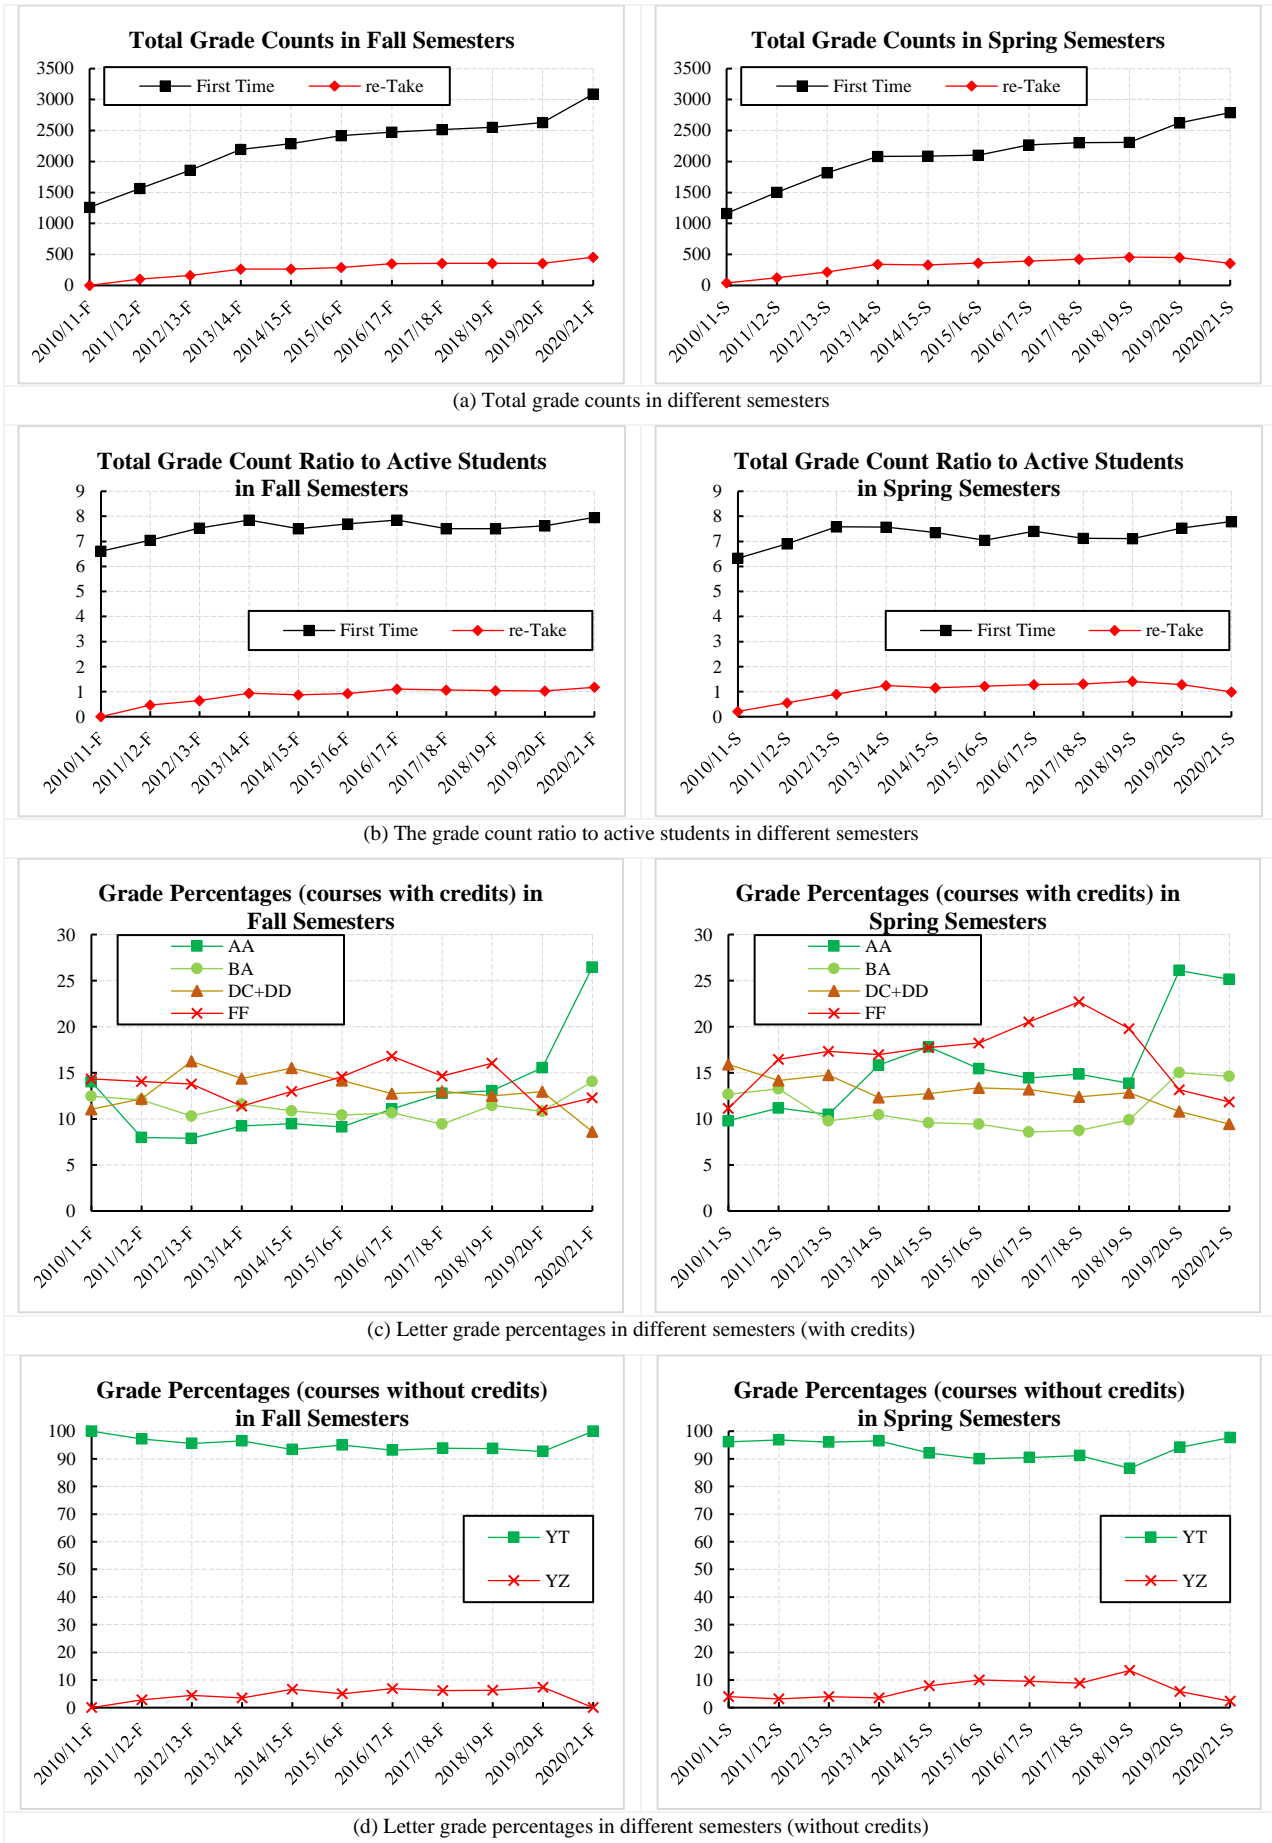 Total Grade Counts in Fall Semesters
First Time
re-Take
3500
3000
2500
2000
1500
1000
500
0
2010/11-F
2011/12-F
2012/13-F
2013/14-F
2014/15-F
2015/16-F
2016/17-F
2017/18-F
2018/19-F
2019/20-F
2020/21-F
Total Grade Counts in Spring Semesters
First Time
re-Take
3500
3000
2500
2000
1500
1000
500
0
2010/11-S
2011/12-S
2012/13-S
2013/14-S
2014/15-S
2015/16-S
2016/17-S
2017/18-S
2018/19-S
2019/20-S
2020/21-S
(a) Total grade counts in different semesters
Total Grade Count Ratio to Active Students
in Fall Semesters
9
8
7
6
5
4
3
2
1
0
First Time
re-Take
2010/11-F
2011/12-F
2012/13-F
2013/14-F
2014/15-F
2015/16-F
2016/17-F
2017/18-F
2018/19-F
2019/20-F
2020/21-F
Total Grade Count Ratio to Active Students
in Spring Semesters
9
8
7
6
5
4
3
2
1
0
First Time
re-Take
2010/11-S
2011/12-S
2012/13-S
2013/14-S
2014/15-S
2015/16-S
2016/17-S
2017/18-S
2018/19-S
2019/20-S
2020/21-S
(b) The grade count ratio to active students in different semesters
Grade Percentages (courses with credits) in
Fall Semesters
AA
BA
DC+DD
FF
30
25
20
15
10
5
0
2010/11-F
2011/12-F
2012/13-F
2013/14-F
2014/15-F
2015/16-F
2016/17-F
2017/18-F
2018/19-F
2019/20-F
2020/21-F
Grade Percentages (courses with credits) in
Spring Semesters
AA
BA
DC+DD
FF
30
25
20
15
10
5
0
2010/11-S
2011/12-S
2012/13-S
2013/14-S
2014/15-S
2015/16-S
2016/17-S
2017/18-S
2018/19-S
2019/20-S
2020/21-S
(c) Letter grade percentages in different semesters (with credits)
Grade Percentages (courses without credits)
in Fall Semesters
100
90
80
70
60
50
40
30
20
10
0
YT
YZ
2010/11-F
2011/12-F
2012/13-F
2013/14-F
2014/15-F
2015/16-F
2016/17-F
2017/18-F
2018/19-F
2019/20-F
2020/21-F
Grade Percentages (courses without credits)
in Spring Semesters
100
90
80
70
60
50
40
30
20
10
0
YT
YZ
2010/11-S
2011/12-S
2012/13-S
2013/14-S
2014/15-S
2015/16-S
2016/17-S
2017/18-S
2018/19-S
2019/20-S
2020/21-S
(d) Letter grade percentages in different semesters (without credits)